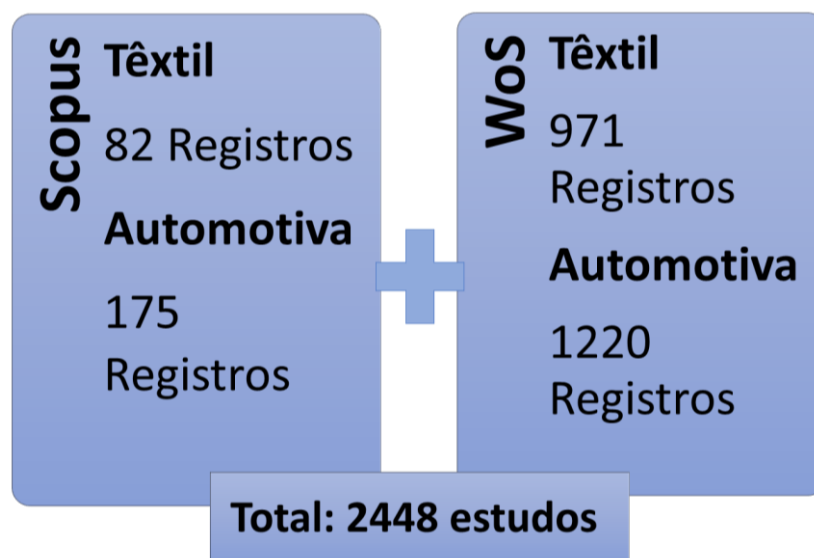 Scopus
Têxtil
82 Registros
Automotiva
175
Registros
WoS
Têxtil
971
Registros
Automotiva
1220
Registros
Total: 2448 estudos